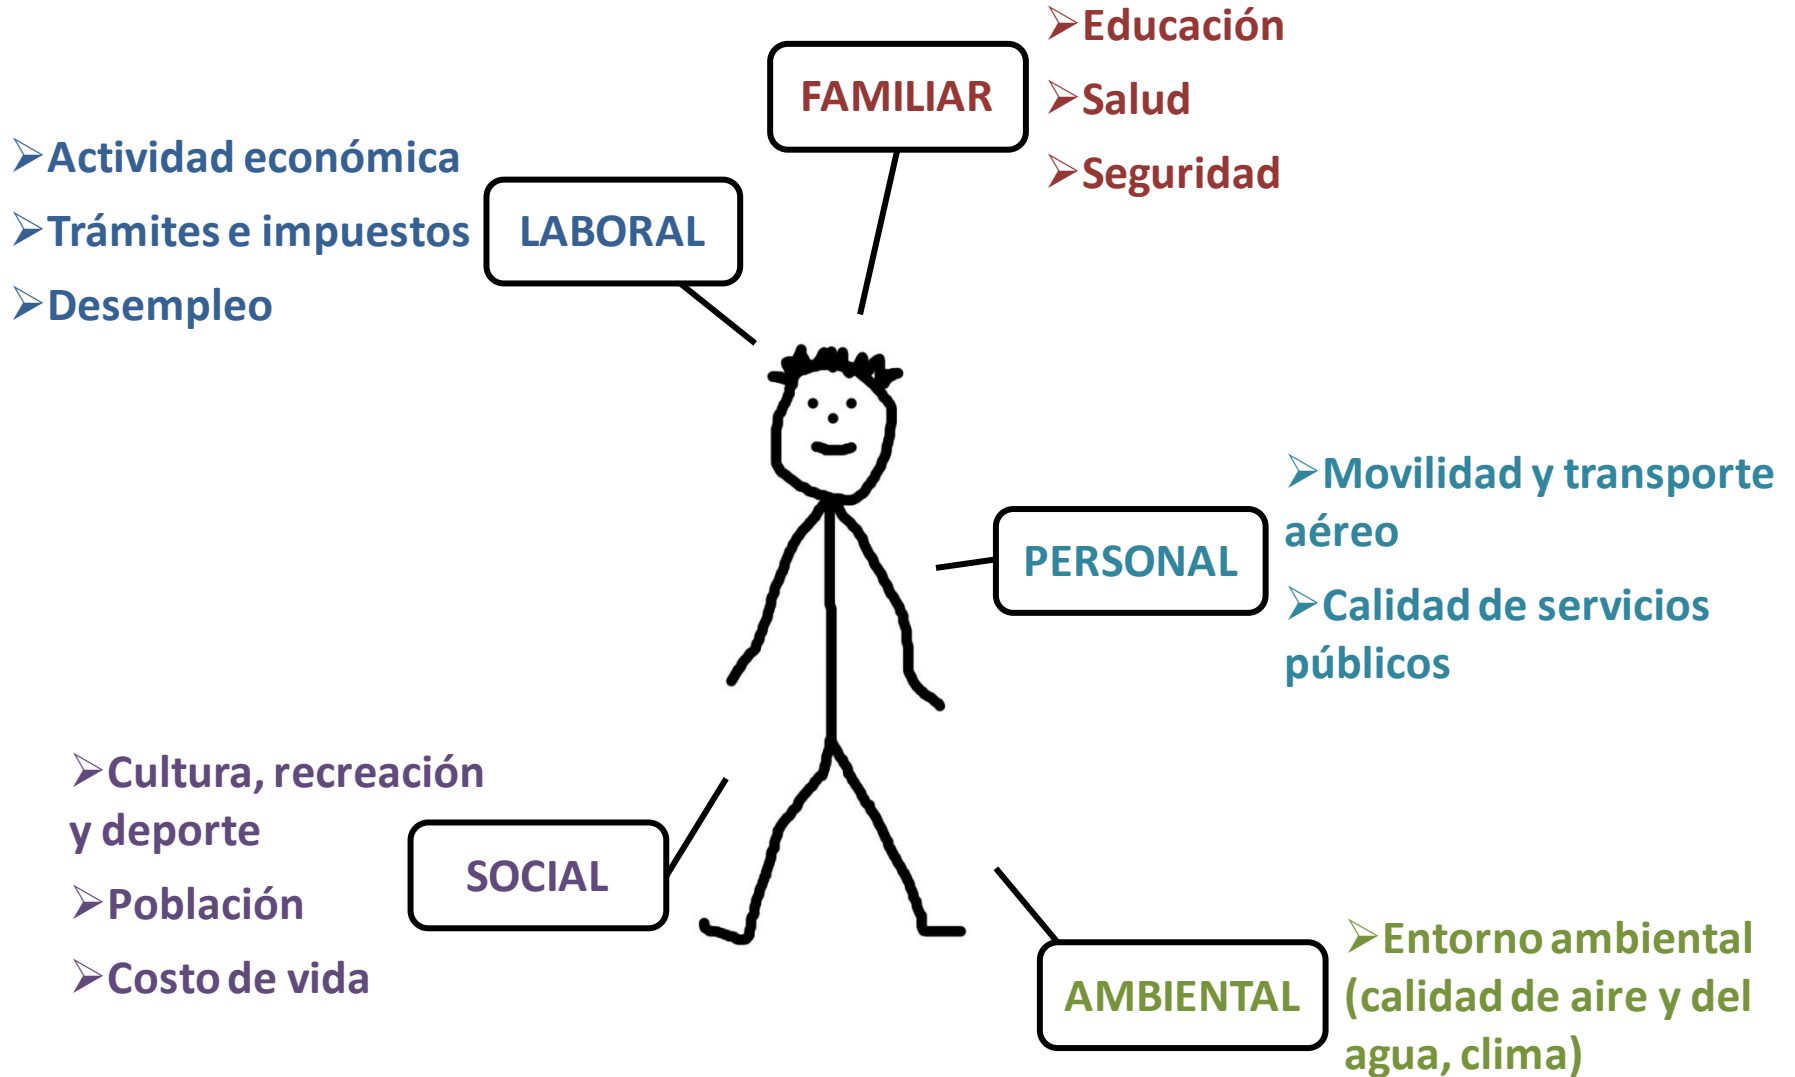 FAMILIAR
➢Educación
➢Salud
➢Seguridad
LABORAL
➢Actividad económica
➢Trámites e impuestos
➢Desempleo
PERSONAL
➢Movilidad y transporte
aéreo
➢Calidad de servicios
públicos
SOCIAL
➢Cultura, recreación
y deporte
➢Población
➢Costo de vida
AMBIENTAL
➢Entorno ambiental
(calidad de aire y del
agua, clima)